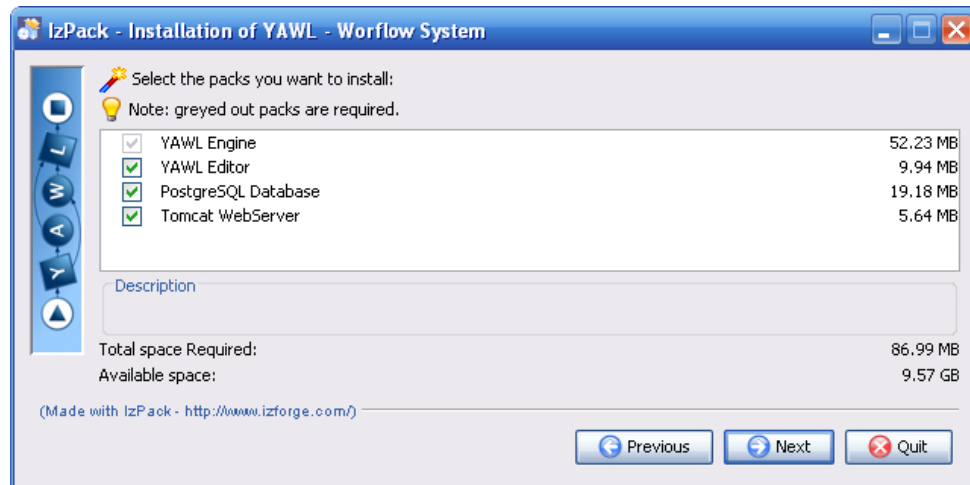 IzPack - Installation of YAWL - Worflow System
Select the packs you want to install:
Note: greyed out packs are required.
YAWL Engine 52.23 MB
YAWL Editor 9.94 MB
PostgreSQL Database 19.18 MB
Tomcat WebServer 5.64 MB
Description
Total space Required: 86.99 MB
Available space: 9.57 GB
(Made with IzPack - http://www.izforge.com/)
Previous Next Quit
Y A W L